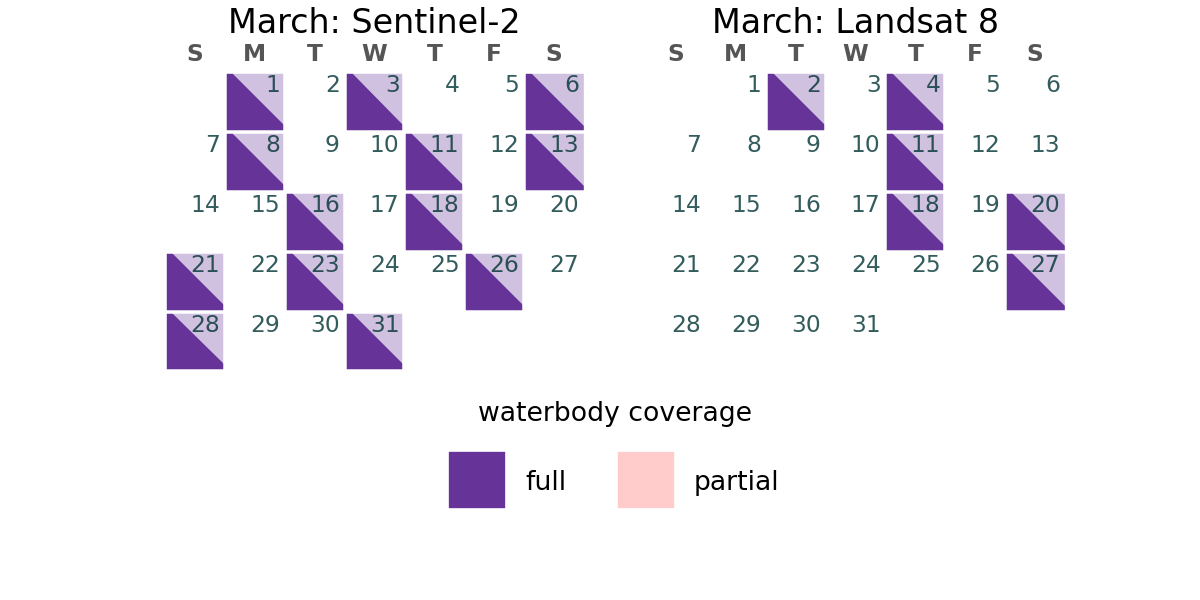 March: Sentinel-2
S M T W T F S
1 2 3 4 5 6
7 8 9 10 11 12 13
14 15 16 17 18 19 20
21 22 23 24 25 26 27
28 29 30 31
March: Landsat 8
S M T W T F S
1 2 3 4 5 6
7 8 9 10 11 12 13
14 15 16 17 18 19 20
21 22 23 24 25 26 27
28 29 30 31
waterbody coverage
full partial